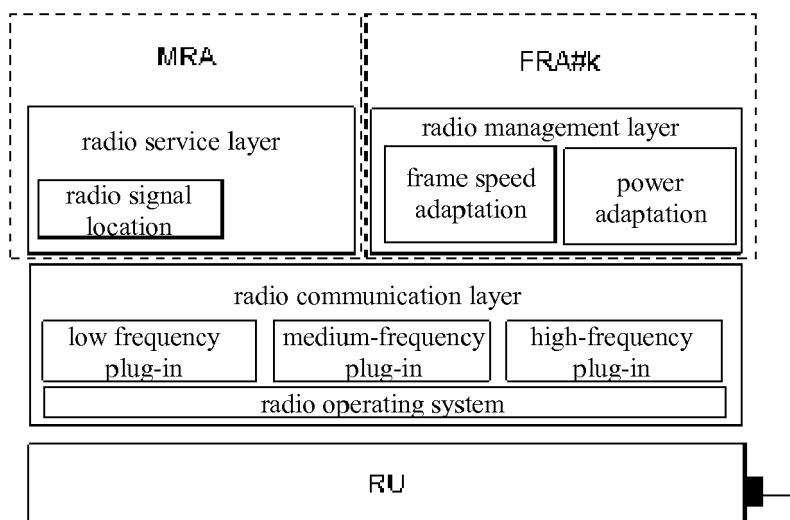 MRA
FRA#k
radio service layer
radio management layer
radio signal
location
frame speed
adaptation
power
adaptation
radio communication layer
low frequency
plug-in
medium-frequency
plug-in
high-frequency
plug-in
radio operating system
RU